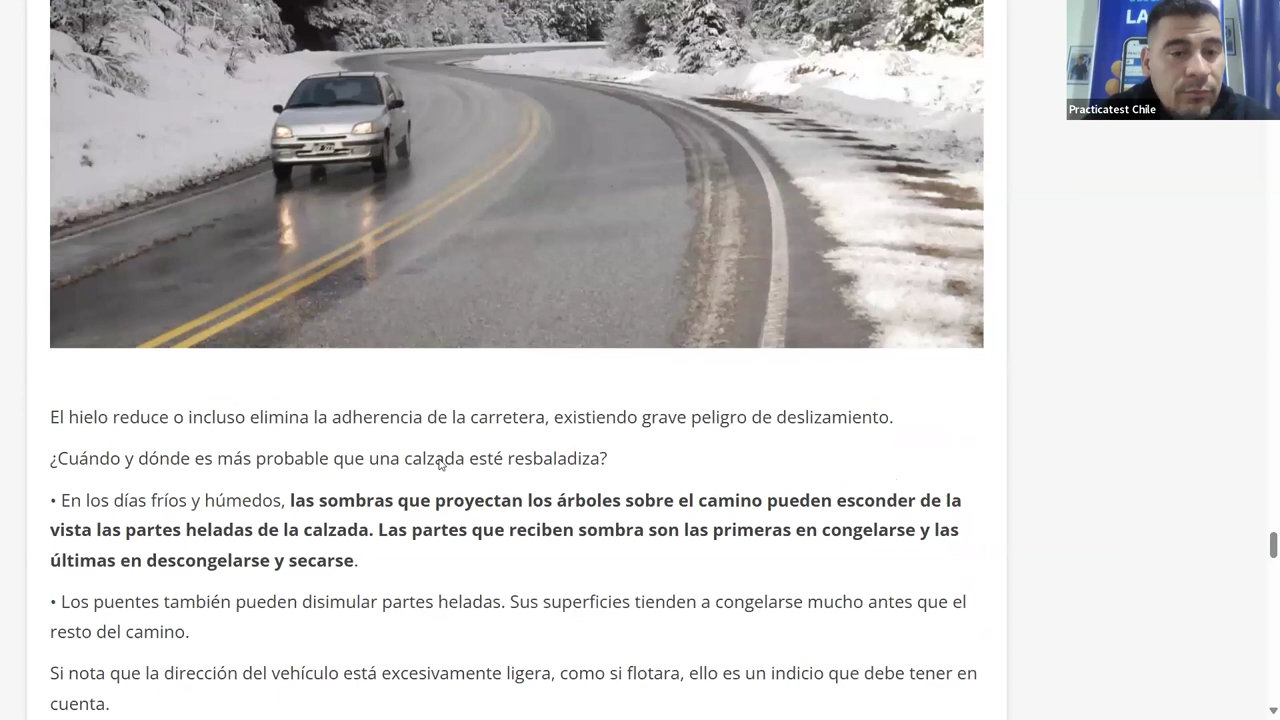 LA
Practicatest Chile
El hielo reduce o incluso elimina la adherencia de la carretera, existiendo grave peligro de deslizamiento.
¿Cuándo y dónde es más probable que una calzada esté resbaladiza?
• En los días fríos y húmedos, las sombras que proyectan los árboles sobre el camino pueden esconder de la
vista las partes heladas de la calzada. Las partes que reciben sombra son las primeras en congelarse y las
últimas en descongelarse y secarse.
• Los puentes también pueden disimular partes heladas. Sus superficies tienden a congelarse mucho antes que el
resto del camino.
Si nota que la dirección del vehículo está excesivamente ligera, como si flotara, ello es un indicio que debe tener en
cuenta.